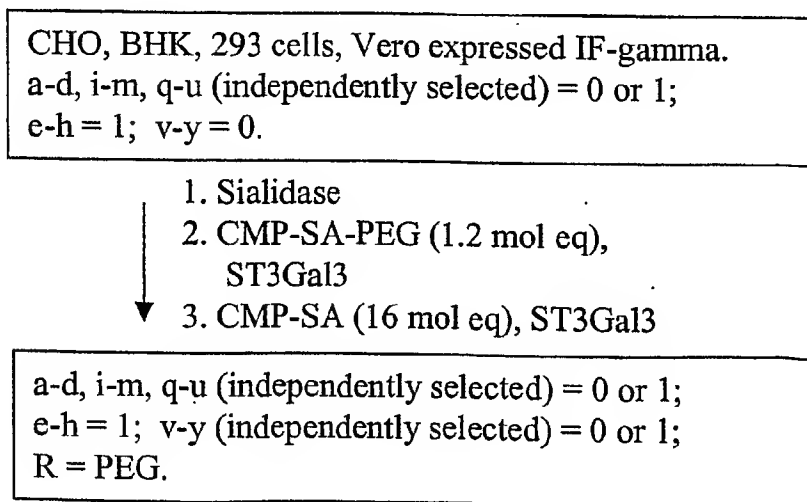 CHO, BHK, 293 cells, Vero expressed IF-gamma.
a-d, i-m, q-u (independently selected) = 0 or 1;
e-h = 1; v-y = 0.
1. Sialidase
2. CMP-SA-PEG (1.2 mol eq),
ST3Gal3
3. CMP-SA (16 mol eq), ST3Gal3
a-d, i-m, q-u (independently selected) = 0 or 1;
e-h = 1; v-y (independently selected) = 0 or 1;
R = PEG.